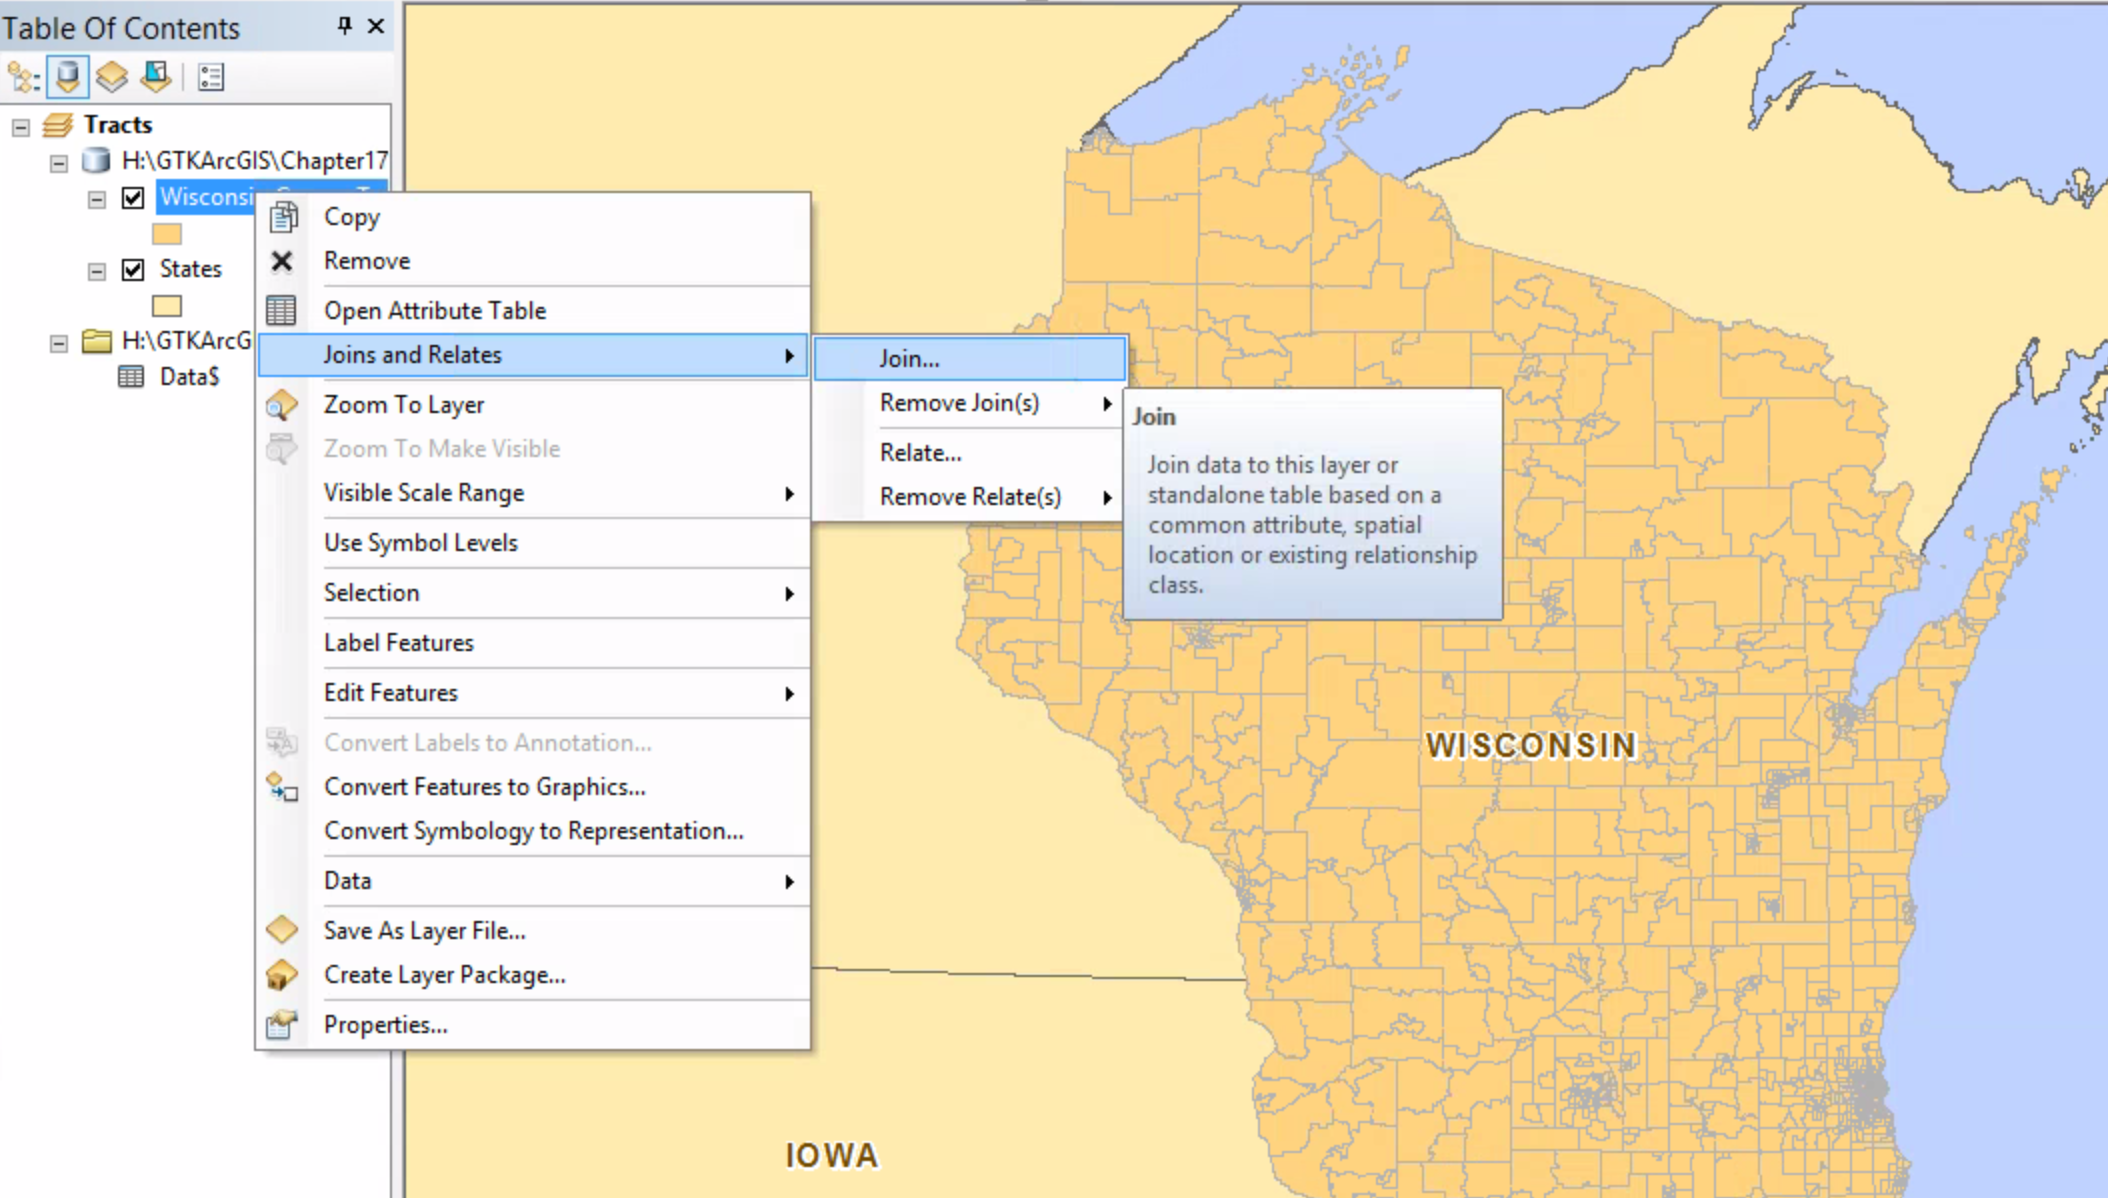 Table Of Contents
Tracts
H:\GTKArcGIS\Chapter17
Wisconsi
States
H:\GTKArcG
Data$
Copy
Remove
Open Attribute Table
Joins and Relates
Zoom To Layer
Zoom To Make Visible
Visible Scale Range
Use Symbol Levels
Selection
Label Features
Edit Features
Convert Labels to Annotation...
Convert Features to Graphics...
Convert Symbology to Representation...
Data
Save As Layer File...
Create Layer Package...
Properties...
Join...
Remove Join(s)
Relate...
Remove Relate(s)
Join
Join data to this layer or
standalone table based on a
common attribute, spatial
location or existing relationship
class.
WISCONSIN
IOWA